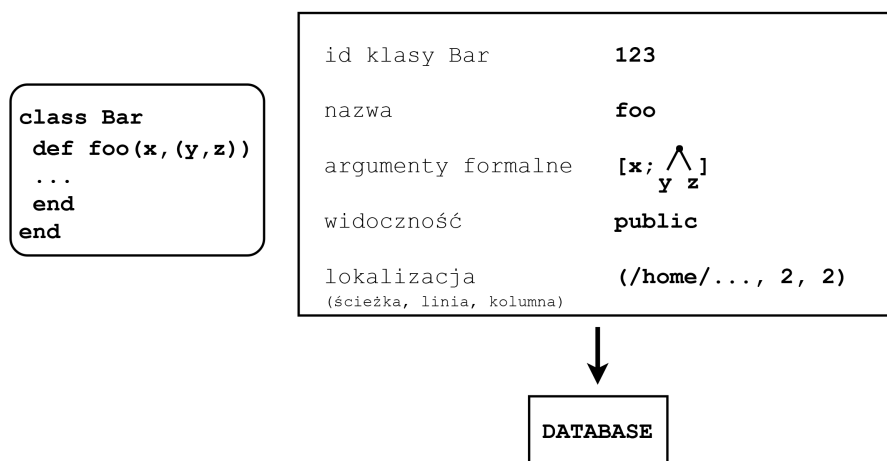 class Bar
def foo(x,(y,z))
...
end
end
id klasy Bar 123
nazwa foo
argumenty formalne [x; y z]
widoczność public
lokalizacja (/home/..., 2, 2)
(ścieżka, linia, kolumna)
DATABASE